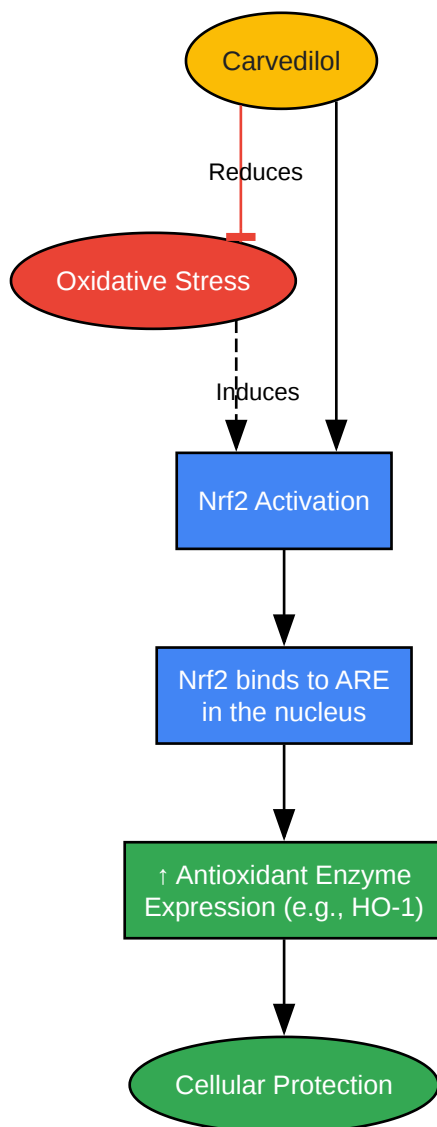 Carvedilol
Reduces
Oxidative Stress
Induces
Nrf2 Activation
Nrf2 binds to ARE
in the nucleus
↑ Antioxidant Enzyme
Expression (e.g., HO-1)
Cellular Protection